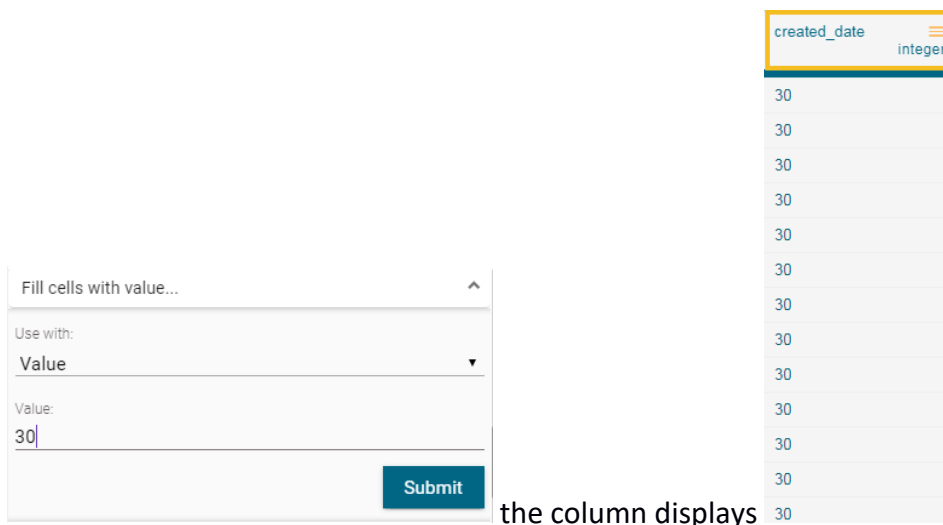 Fill cells with value...
Use with:
Value
Value:
30
Submit
the column displays
created_date
integer
30
30
30
30
30
30
30
30
30
30
30
30
30